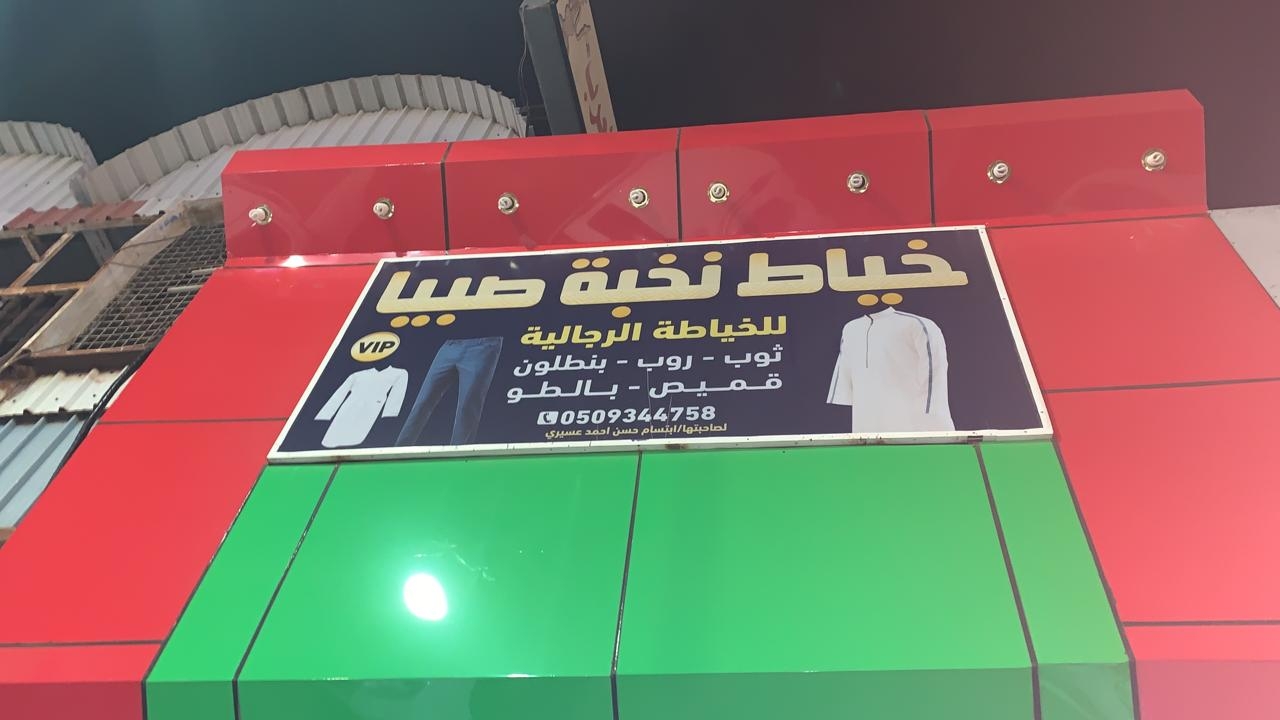 خياط نخبة صبيا
للخياطة الرجالية
VIP
ثوب - روب - بنطلون
قميص - بالطو
0509344758
لصاحبتها/ابتسام حسن احمد عسيري